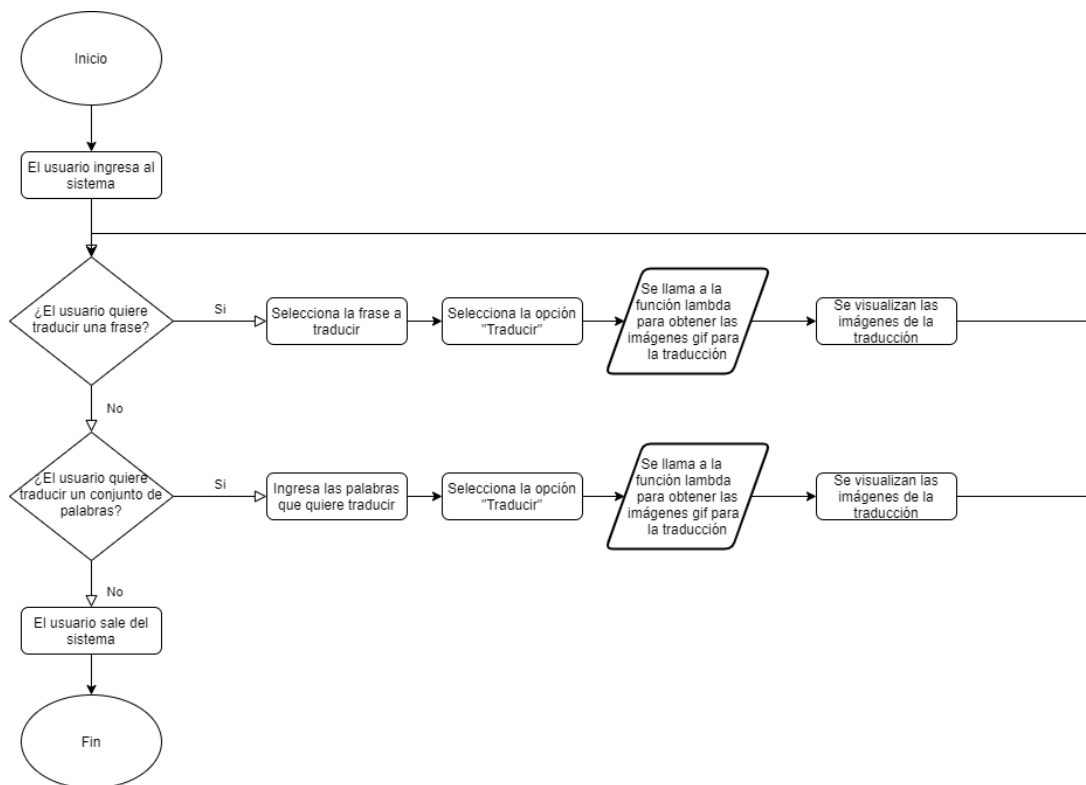 Inicio
El usuario ingresa al
sistema
¿El usuario quiere
traducir una frase?
Si
Selecciona la frase a
traducir
Selecciona la opción
"Traducir"
Se llama a la
función lambda
para obtener las
imágenes gif para
la traducción
Se visualizan las
imágenes de la
traducción
No
¿El usuario quiere
traducir un conjunto de
palabras?
Si
Ingresa las palabras
que quiere traducir
Selecciona la opción
"Traducir"
Se llama a la
función lambda
para obtener las
imágenes gif para
la traducción
Se visualizan las
imágenes de la
traducción
No
El usuario sale del
sistema
Fin